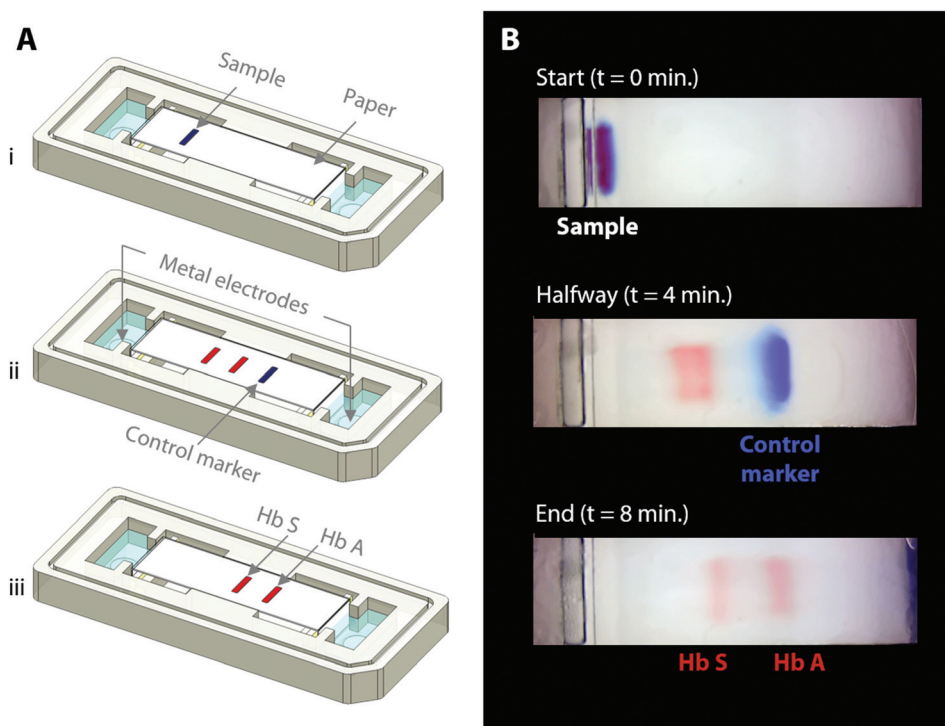 A
Sample
Paper
i
Metal electrodes
ii
Control marker
Hb S
Hb A
iii
B
Start (t = 0 min.)
Sample
Halfway (t = 4 min.)
Control
marker
End (t = 8 min.)
Hb S
Hb A